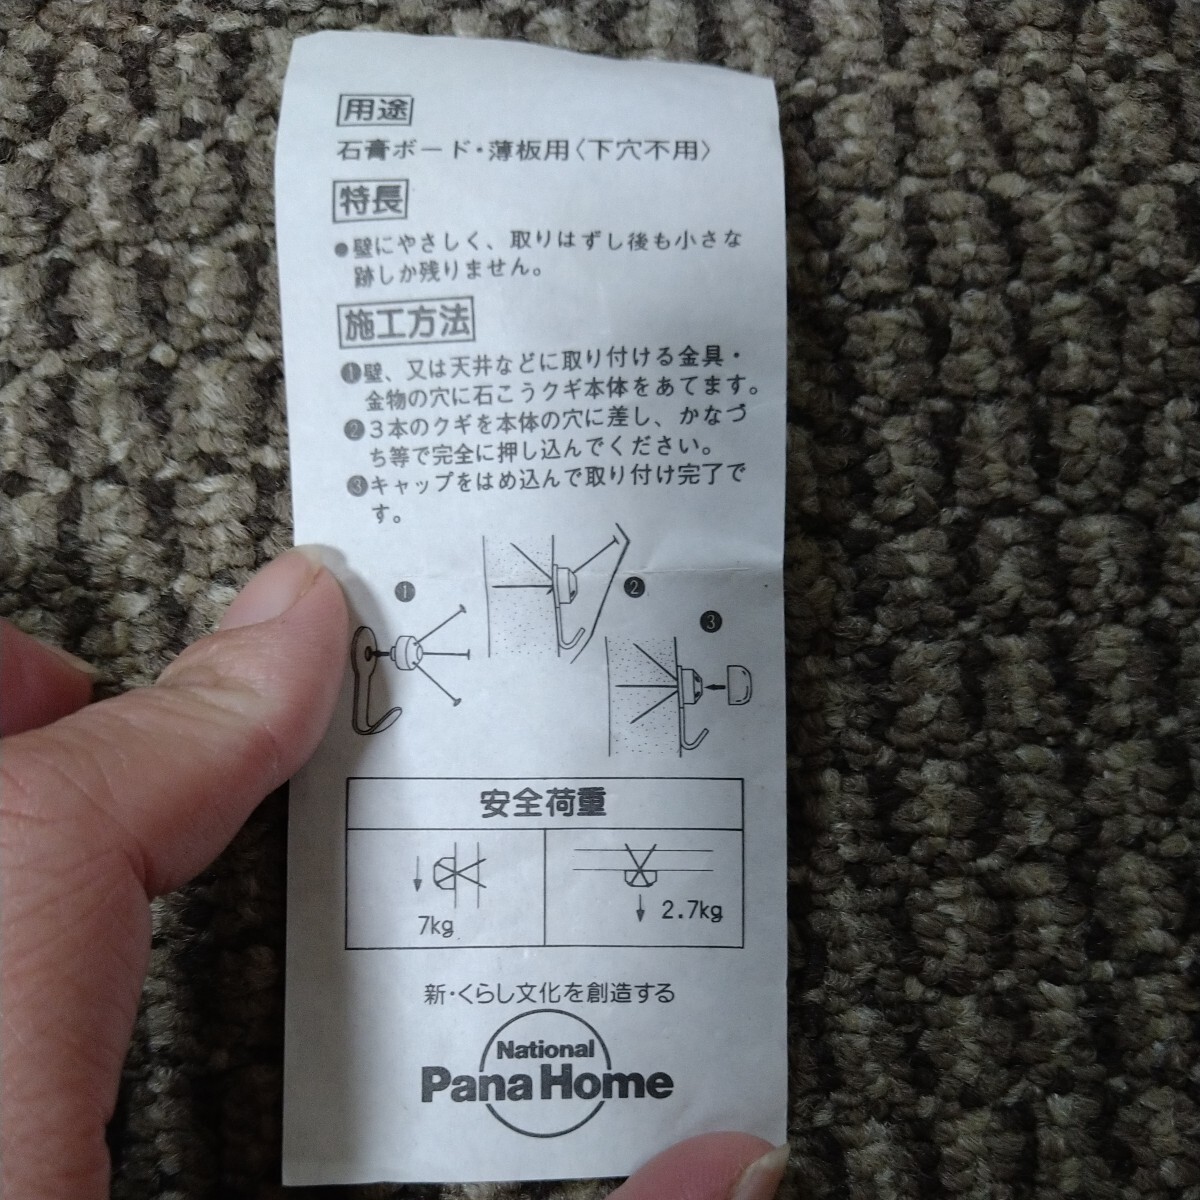 用途
石膏ボード・薄板用〈下穴不用〉
特長
●壁にやさしく、取りはずし後も小さな
跡しか残りません。
施工方法
❶壁、又は天井などに取り付ける金具・
金物の穴に石こうクギ本体をあてます。
❷3本のクギを本体の穴に差し、かなづ
ち等で完全に押し込んでください。
❸キャップをはめ込んで取り付け完了で
す。
❶
❷
❸
安全荷重
7kg
2.7kg
新・くらし文化を創造する
National
PanaHome